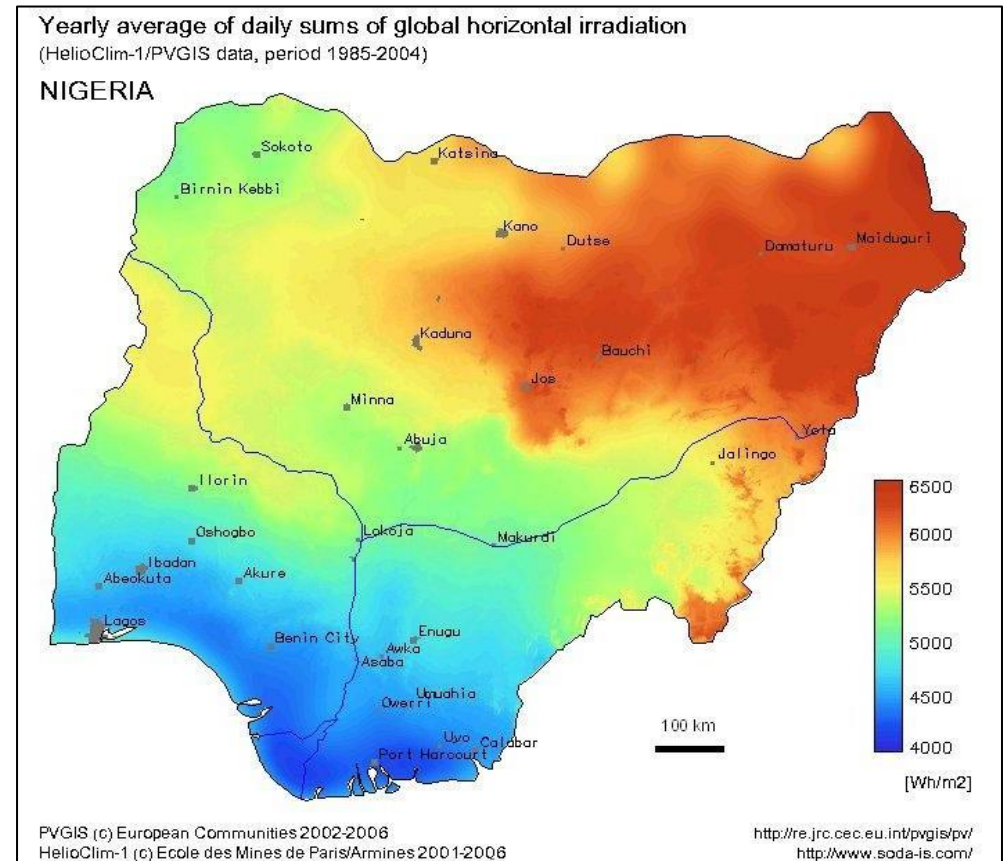 Yearly average of daily sums of global horizontal irradiation
(HelioClim-1/PVGIS data, period 1985-2004)
NIGERIA
Sokoto
Katsina
Birnin Kebbi
Kano
Dutse
Damaturu
Maiduguri
Kaduna
Bauchi
Jos
Minna
Abuja
Yola
Jalingo
Ilorin
Oshogbo
Lokoja
Makurdi
Ibadan
Abeokuta
Akure
Lagos
Benin City
Enugu
Awka
Asaba
Umuahia
Owerri
Uyo
Calabar
Port Harcourt
6500
6000
5500
5000
4500
4000
[Wh/m2]
100 km
PVGIS (c) European Communities 2002-2006
HelioClim-1 (c) Ecole des Mines de Paris/Armines 2001-2006
http://re.jrc.cec.eu.int/pvgis/pv/
http://www.soda-is.com/